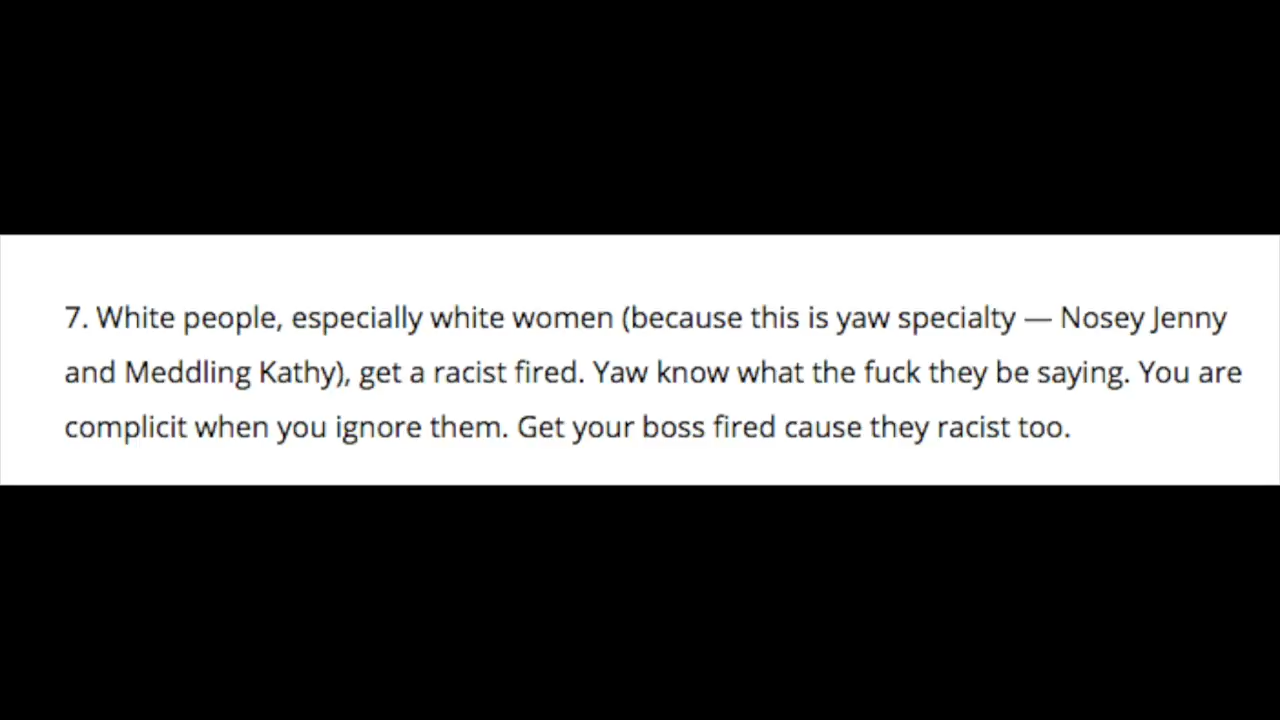 7. White people, especially white women (because this is yaw specialty — Nosey Jenny
and Meddling Kathy), get a racist fired. Yaw know what the fuck they be saying. You are
complicit when you ignore them. Get your boss fired cause they racist too.